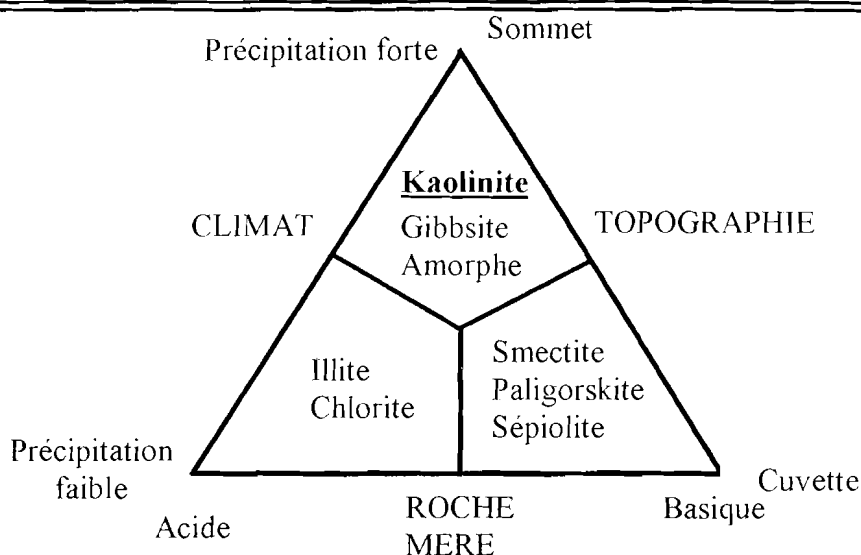 Sommet
Précipitation forte
Kaolinite
CLIMAT
Gibbsite
TOPOGRAPHIE
Amorphe
Illite
Chlorite
Smectite
Paligorskite
Sépiolite
Précipitation
faible
Acide
ROCHE
MERE
Basique
Cuvette